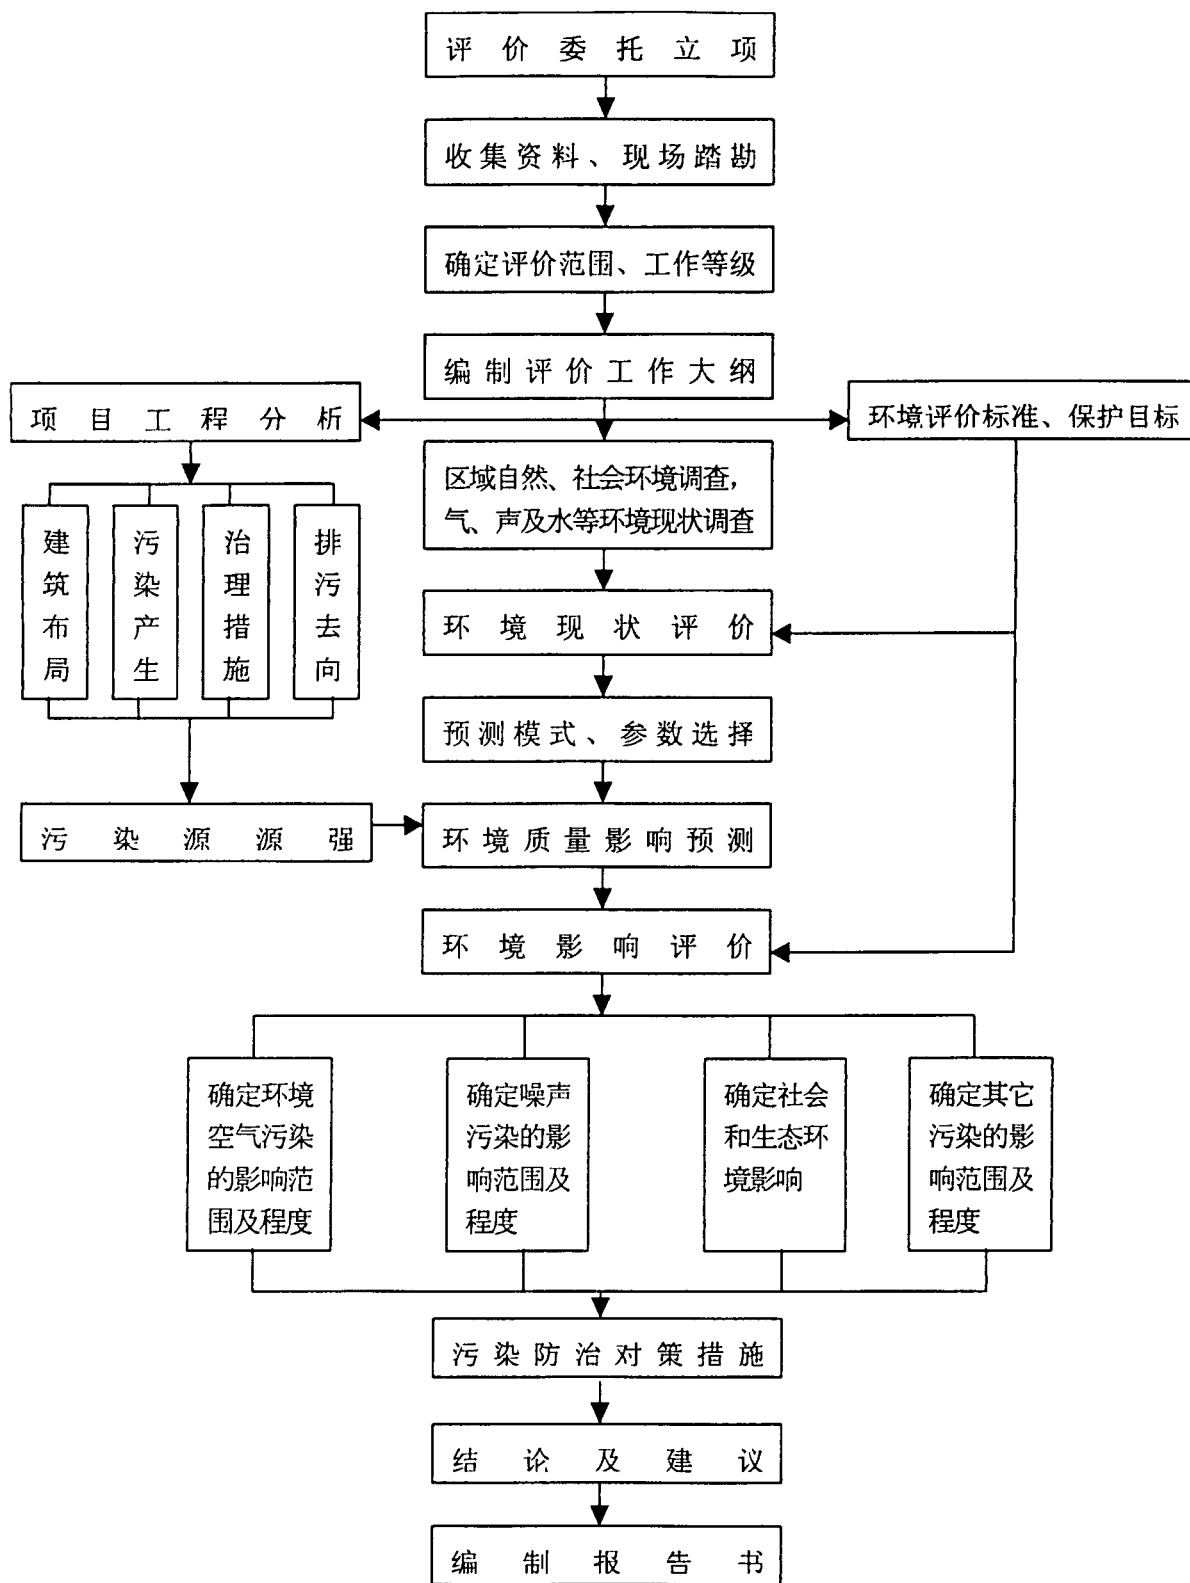 评价委托立项
收集资料、现场踏勘
确定评价范围、工作等级
编制评价工作大纲
项目工程分析
环境评价标准、保护目标
区域自然、社会环境调查，
气、声及水等环境现状调查
建筑布局
污染产生
治理措施
排污去向
环境现状评价
预测模式、参数选择
污染源源强
环境质量影响预测
环境影响评价
确定环境
空气污染
的影响范
围及程度
确定噪声
污染的影
响范围及
程度
确定社会
和生态环
境影响
确定其它
污染的影
响范围及
程度
污染防治对策措施
结论及建议
编制报告书